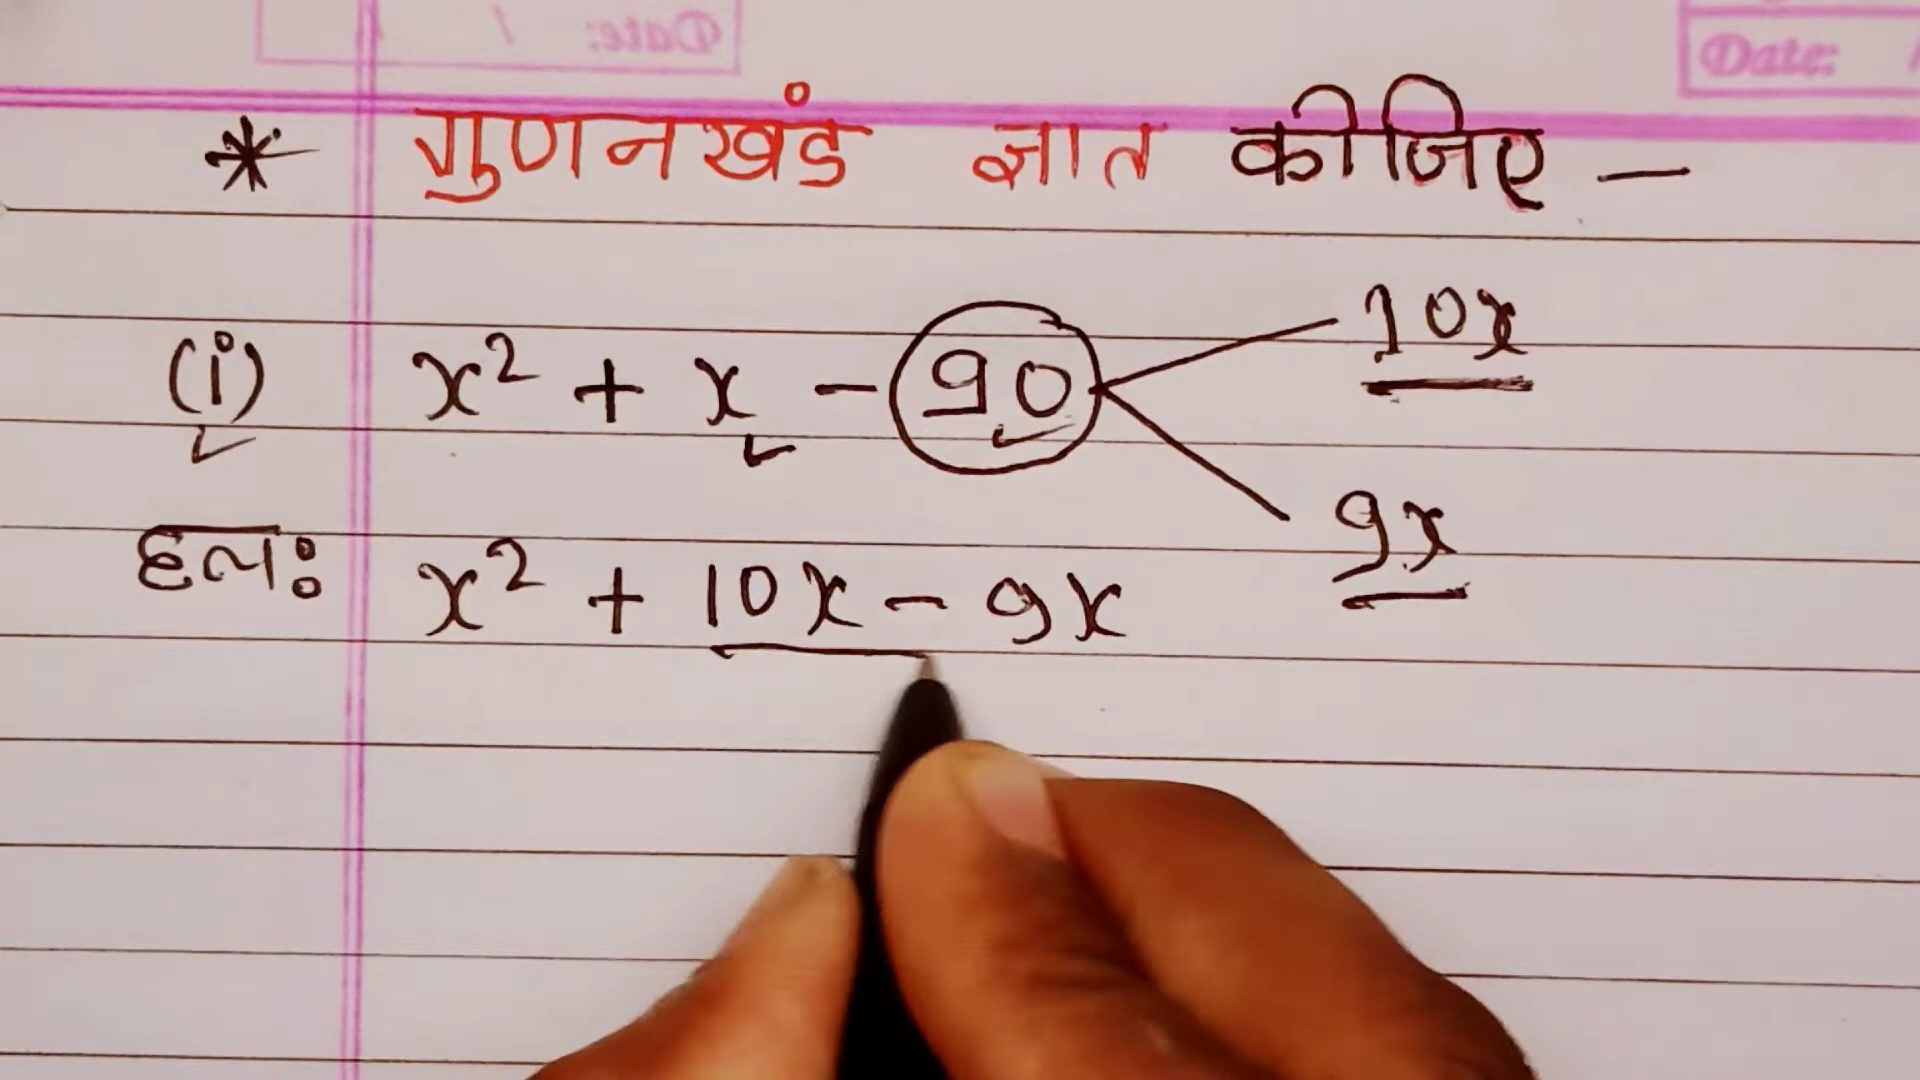 Date: /
Date:
* गुणनखंड ज्ञात कीजिए –
(i) x² + x - 90
10x
9x
हल: x² + 10x - 9x